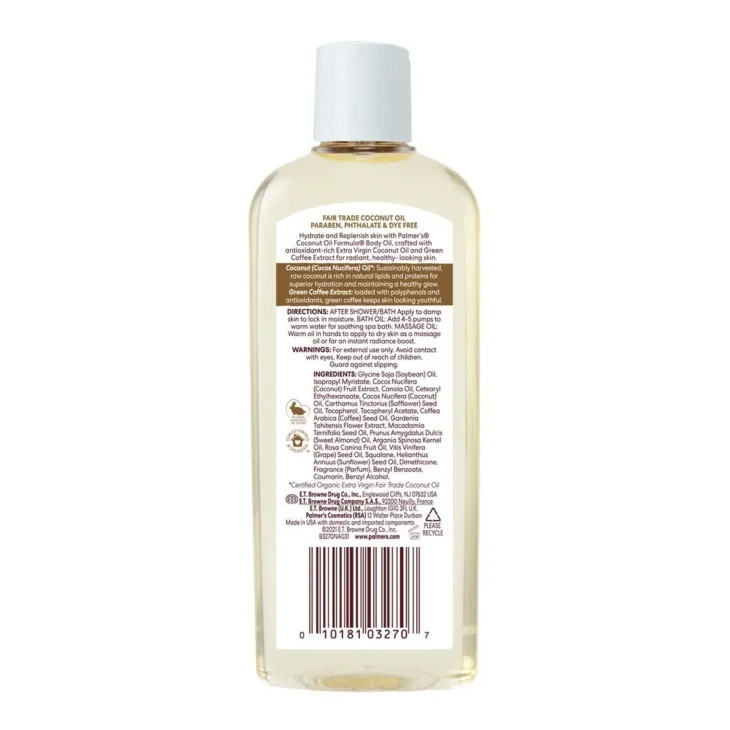 FAIR TRADE COCONUT OIL
PARABEN, PHTHALATE & DYE FREE
Hydrate and Replenish skin with Palmer's®
Coconut Oil Formula® Body Oil, crafted with
antioxidant-rich Extra Virgin Coconut Oil and Green
Coffee Extract for radiant, healthy- looking skin.
Coconut (Cocos Nucifera) Oil*: Sustainably harvested,
raw coconut is rich in natural lipids and proteins for
superior hydration and maintaining a healthy glow.
Green Coffee Extract: loaded with polyphenols and
antioxidants, green coffee keeps skin looking youthful.
DIRECTIONS: AFTER SHOWER/BATH Apply to damp
skin to lock in moisture. BATH OIL: Add 4-5 pumps to
warm water for soothing spa bath. MASSAGE OIL:
Warm oil in hands to apply to dry skin as a massage
oil or for an instant radiance boost.
WARNINGS: For external use only. Avoid contact
with eyes. Keep out of reach of children.
Guard against slipping.
INGREDIENTS: Glycine Soja (Soybean) Oil,
Isopropyl Myristate, Cocos Nucifera
(Coconut) Fruit Extract, Canola Oil, Cetearyl
Ethylhexanoate, Cocos Nucifera (Coconut)
Oil, Carthamus Tinctorius (Safflower) Seed
Oil, Tocopherol, Tocopheryl Acetate, Coffea
Arabica (Coffee) Seed Oil, Gardenia
Tahitensis Flower Extract, Macadamia
Ternifolia Seed Oil, Prunus Amygdalus Dulcis
(Sweet Almond) Oil, Argania Spinosa Kernel
Oil, Rosa Canina Fruit Oil, Vitis Vinifera
(Grape) Seed Oil, Squalane, Helianthus
Annuus (Sunflower) Seed Oil, Dimethicone,
Fragrance (Parfum), Benzyl Benzoate,
Coumarin, Benzyl Alcohol.
*Certified Organic Extra Virgin Fair Trade Coconut Oil
E.T. Browne Drug Co., Inc., Englewood Cliffs, NJ 07632 USA
E.T. Browne Drug Company S.A.S., 92200 Neuilly, France
E.T. Browne (U.K.) Ltd., Loughton IG10 3FL U.K.
Palmer's Cosmetics (RSA) 12 Walter Place Durban
Made in USA with domestic and imported components
©2021 E.T. Browne Drug Co., Inc.
B3270NA031 www.palmers.com
PLEASE
RECYCLE
0 10181 03270 7